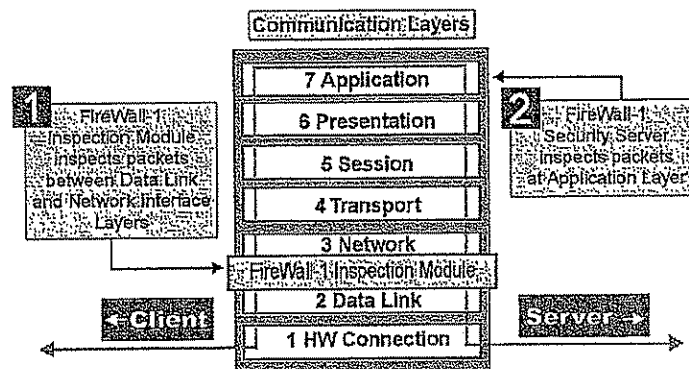 Communication Layers
7 Application
1
FireWall-1
Inspection Module
inspects packets
between Data Link
and Network Interface
Layers
2
FireWall-1
Security Server
inspects packets
at Application Layer
6 Presentation
5 Session
4 Transport
3 Network
FireWall-1 Inspection Module
2 Data Link
← Client
Server →
1 HW Connection